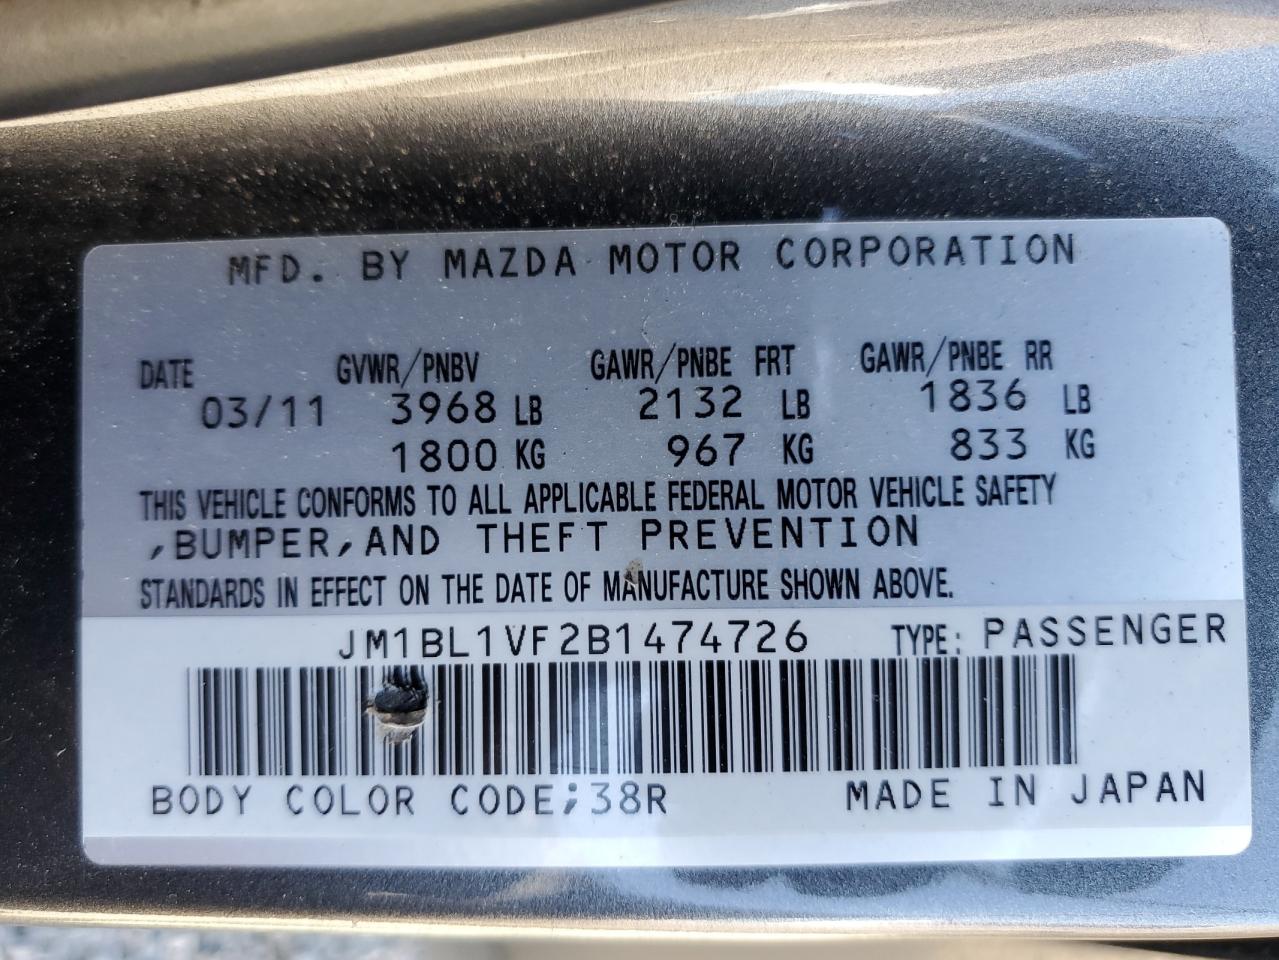 MFD. BY MAZDA MOTOR CORPORATION
DATE GVWR/PNBV GAWR/PNBE FRT GAWR/PNBE RR
03/11 3968 LB 2132 LB 1836 LB
1800 KG 967 KG 833 KG
THIS VEHICLE CONFORMS TO ALL APPLICABLE FEDERAL MOTOR VEHICLE SAFETY
,BUMPER,AND THEFT PREVENTION
STANDARDS IN EFFECT ON THE DATE OF MANUFACTURE SHOWN ABOVE.
JM1BL1VF2B1474726 TYPE: PASSENGER
BODY COLOR CODE;38R MADE IN JAPAN